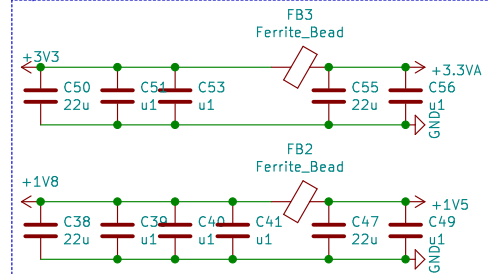 FB3
Ferrite_Bead
+3V3
+3.3VA
C50
22u
C51
u1
C53
u1
C55
22u
C56
u1
GND
FB2
Ferrite_Bead
+1V8
+1V5
C38
22u
C39
u1
C40
u1
C41
u1
C47
22u
C49
u1
GND